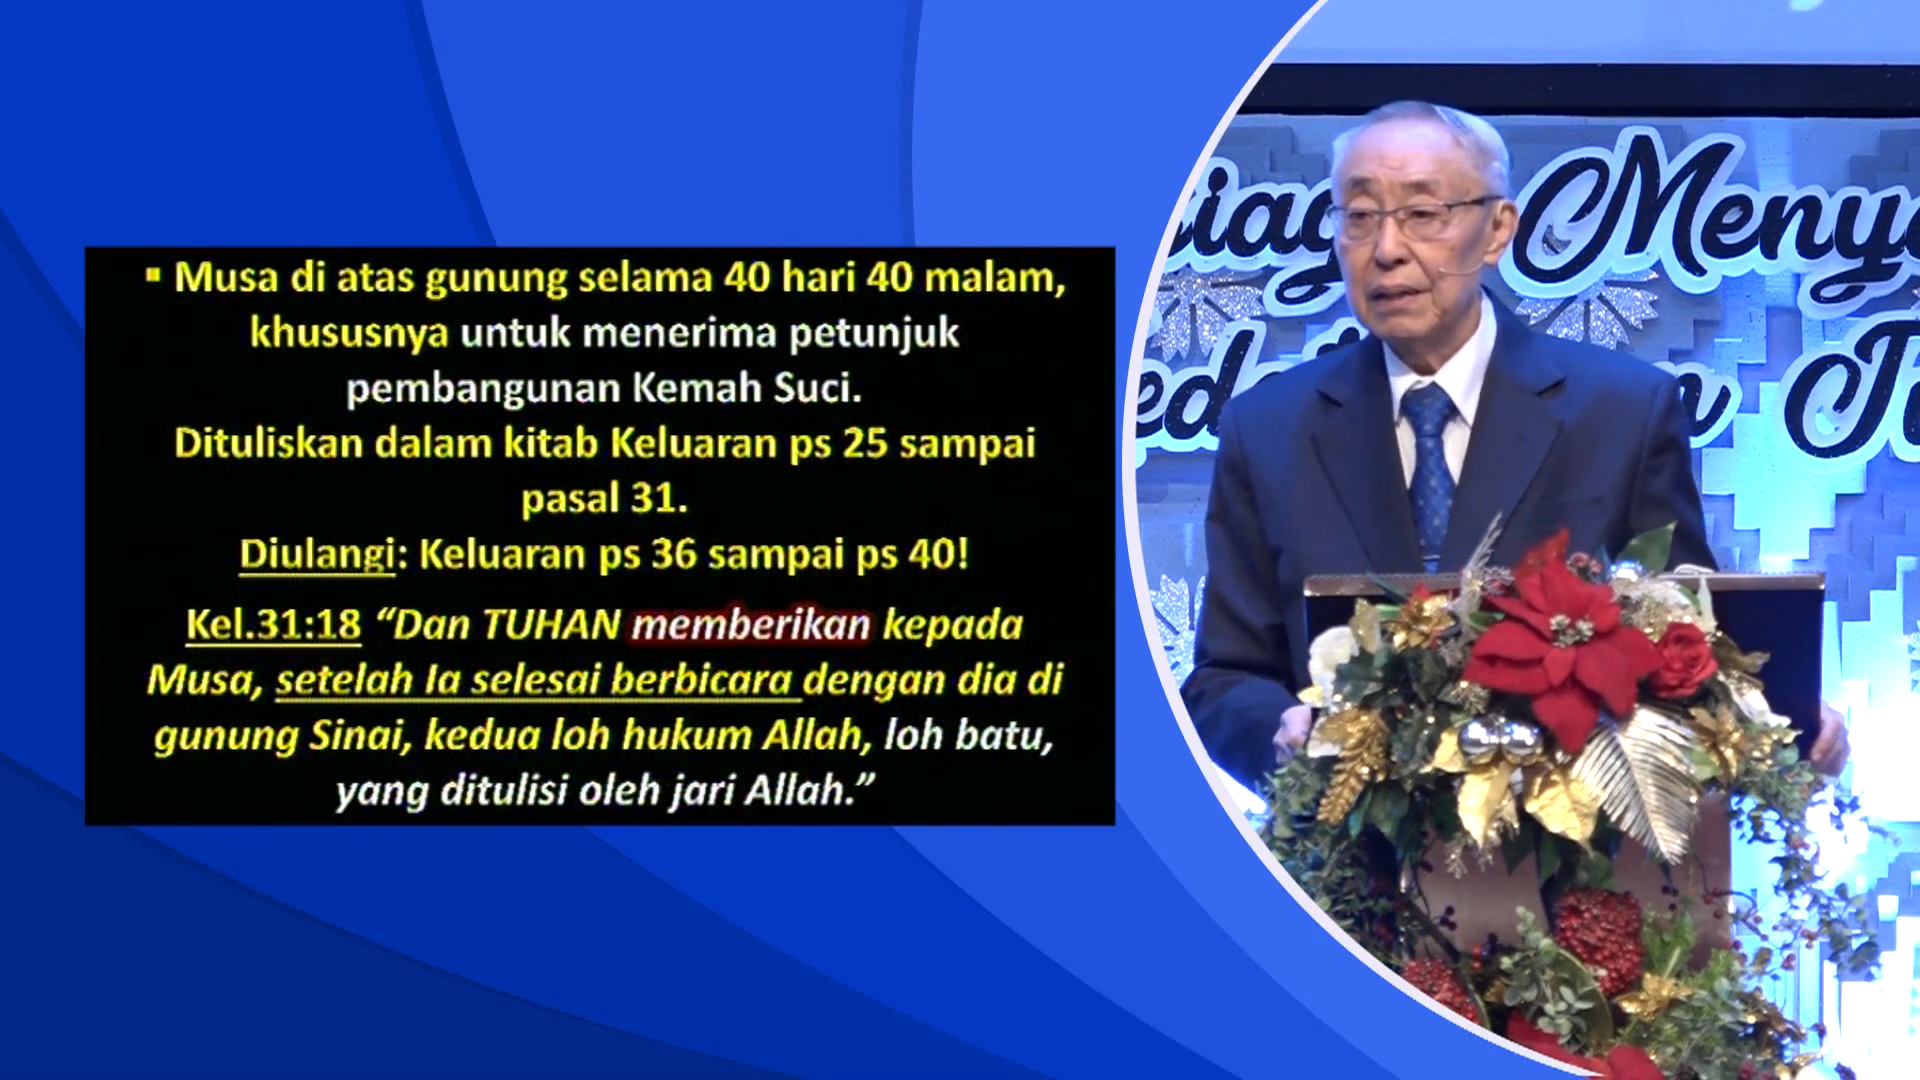 ▪ Musa di atas gunung selama 40 hari 40 malam,
khususnya untuk menerima petunjuk
pembangunan Kemah Suci.
Dituliskan dalam kitab Keluaran ps 25 sampai
pasal 31.
Diulangi: Keluaran ps 36 sampai ps 40!
Kel.31:18 “Dan TUHAN memberikan kepada
Musa, setelah Ia selesai berbicara dengan dia di
gunung Sinai, kedua loh hukum Allah, loh batu,
yang ditulisi oleh jari Allah.”